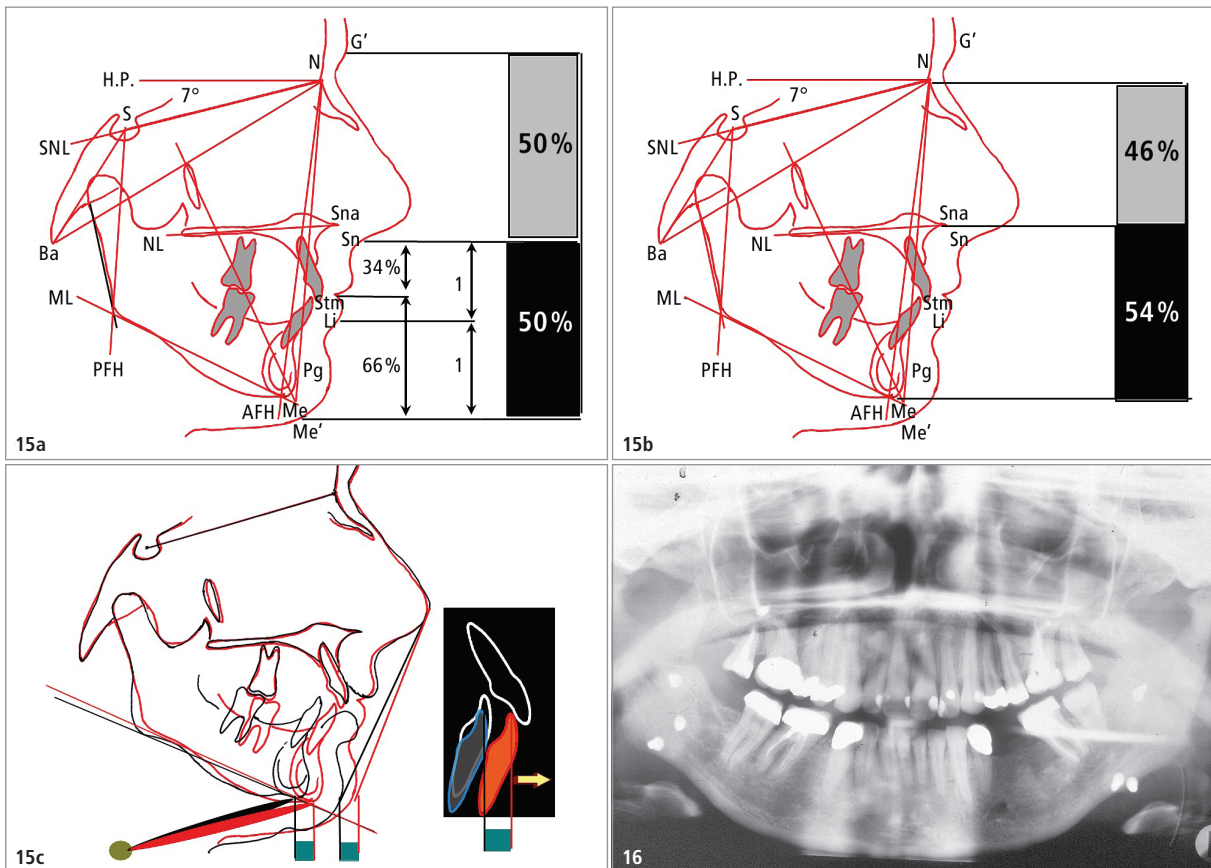 G’
N
H.P.
7°
S
SNL
50%
Sna
NL
Sn
Ba
34%
1
ML
Stm
Li
50%
PFH
66%
1
Pg
AFH
Me
Me’
15a
G’
N
H.P.
7°
S
SNL
46%
Sna
NL
Sn
Ba
ML
Stm
Li
54%
PFH
Pg
AFH
Me
Me’
15b
15c
16